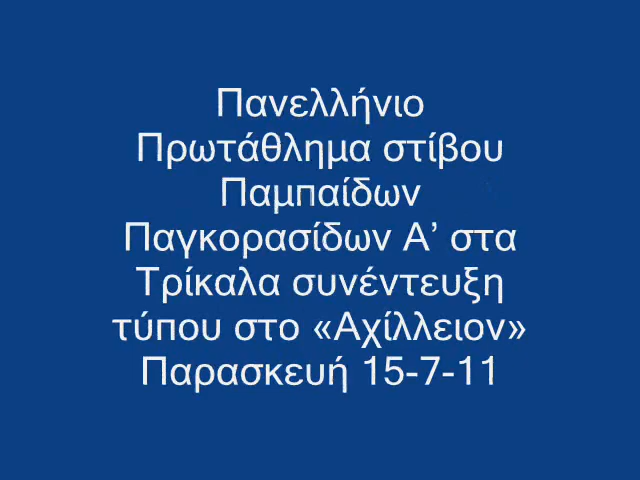 Πανελλήνιο
Πρωτάθλημα στίβου
Παμπαίδων
Παγκορασίδων Α’ στα
Τρίκαλα συνέντευξη
τύπου στο «Αχίλλειον»
Παρασκευή 15-7-11